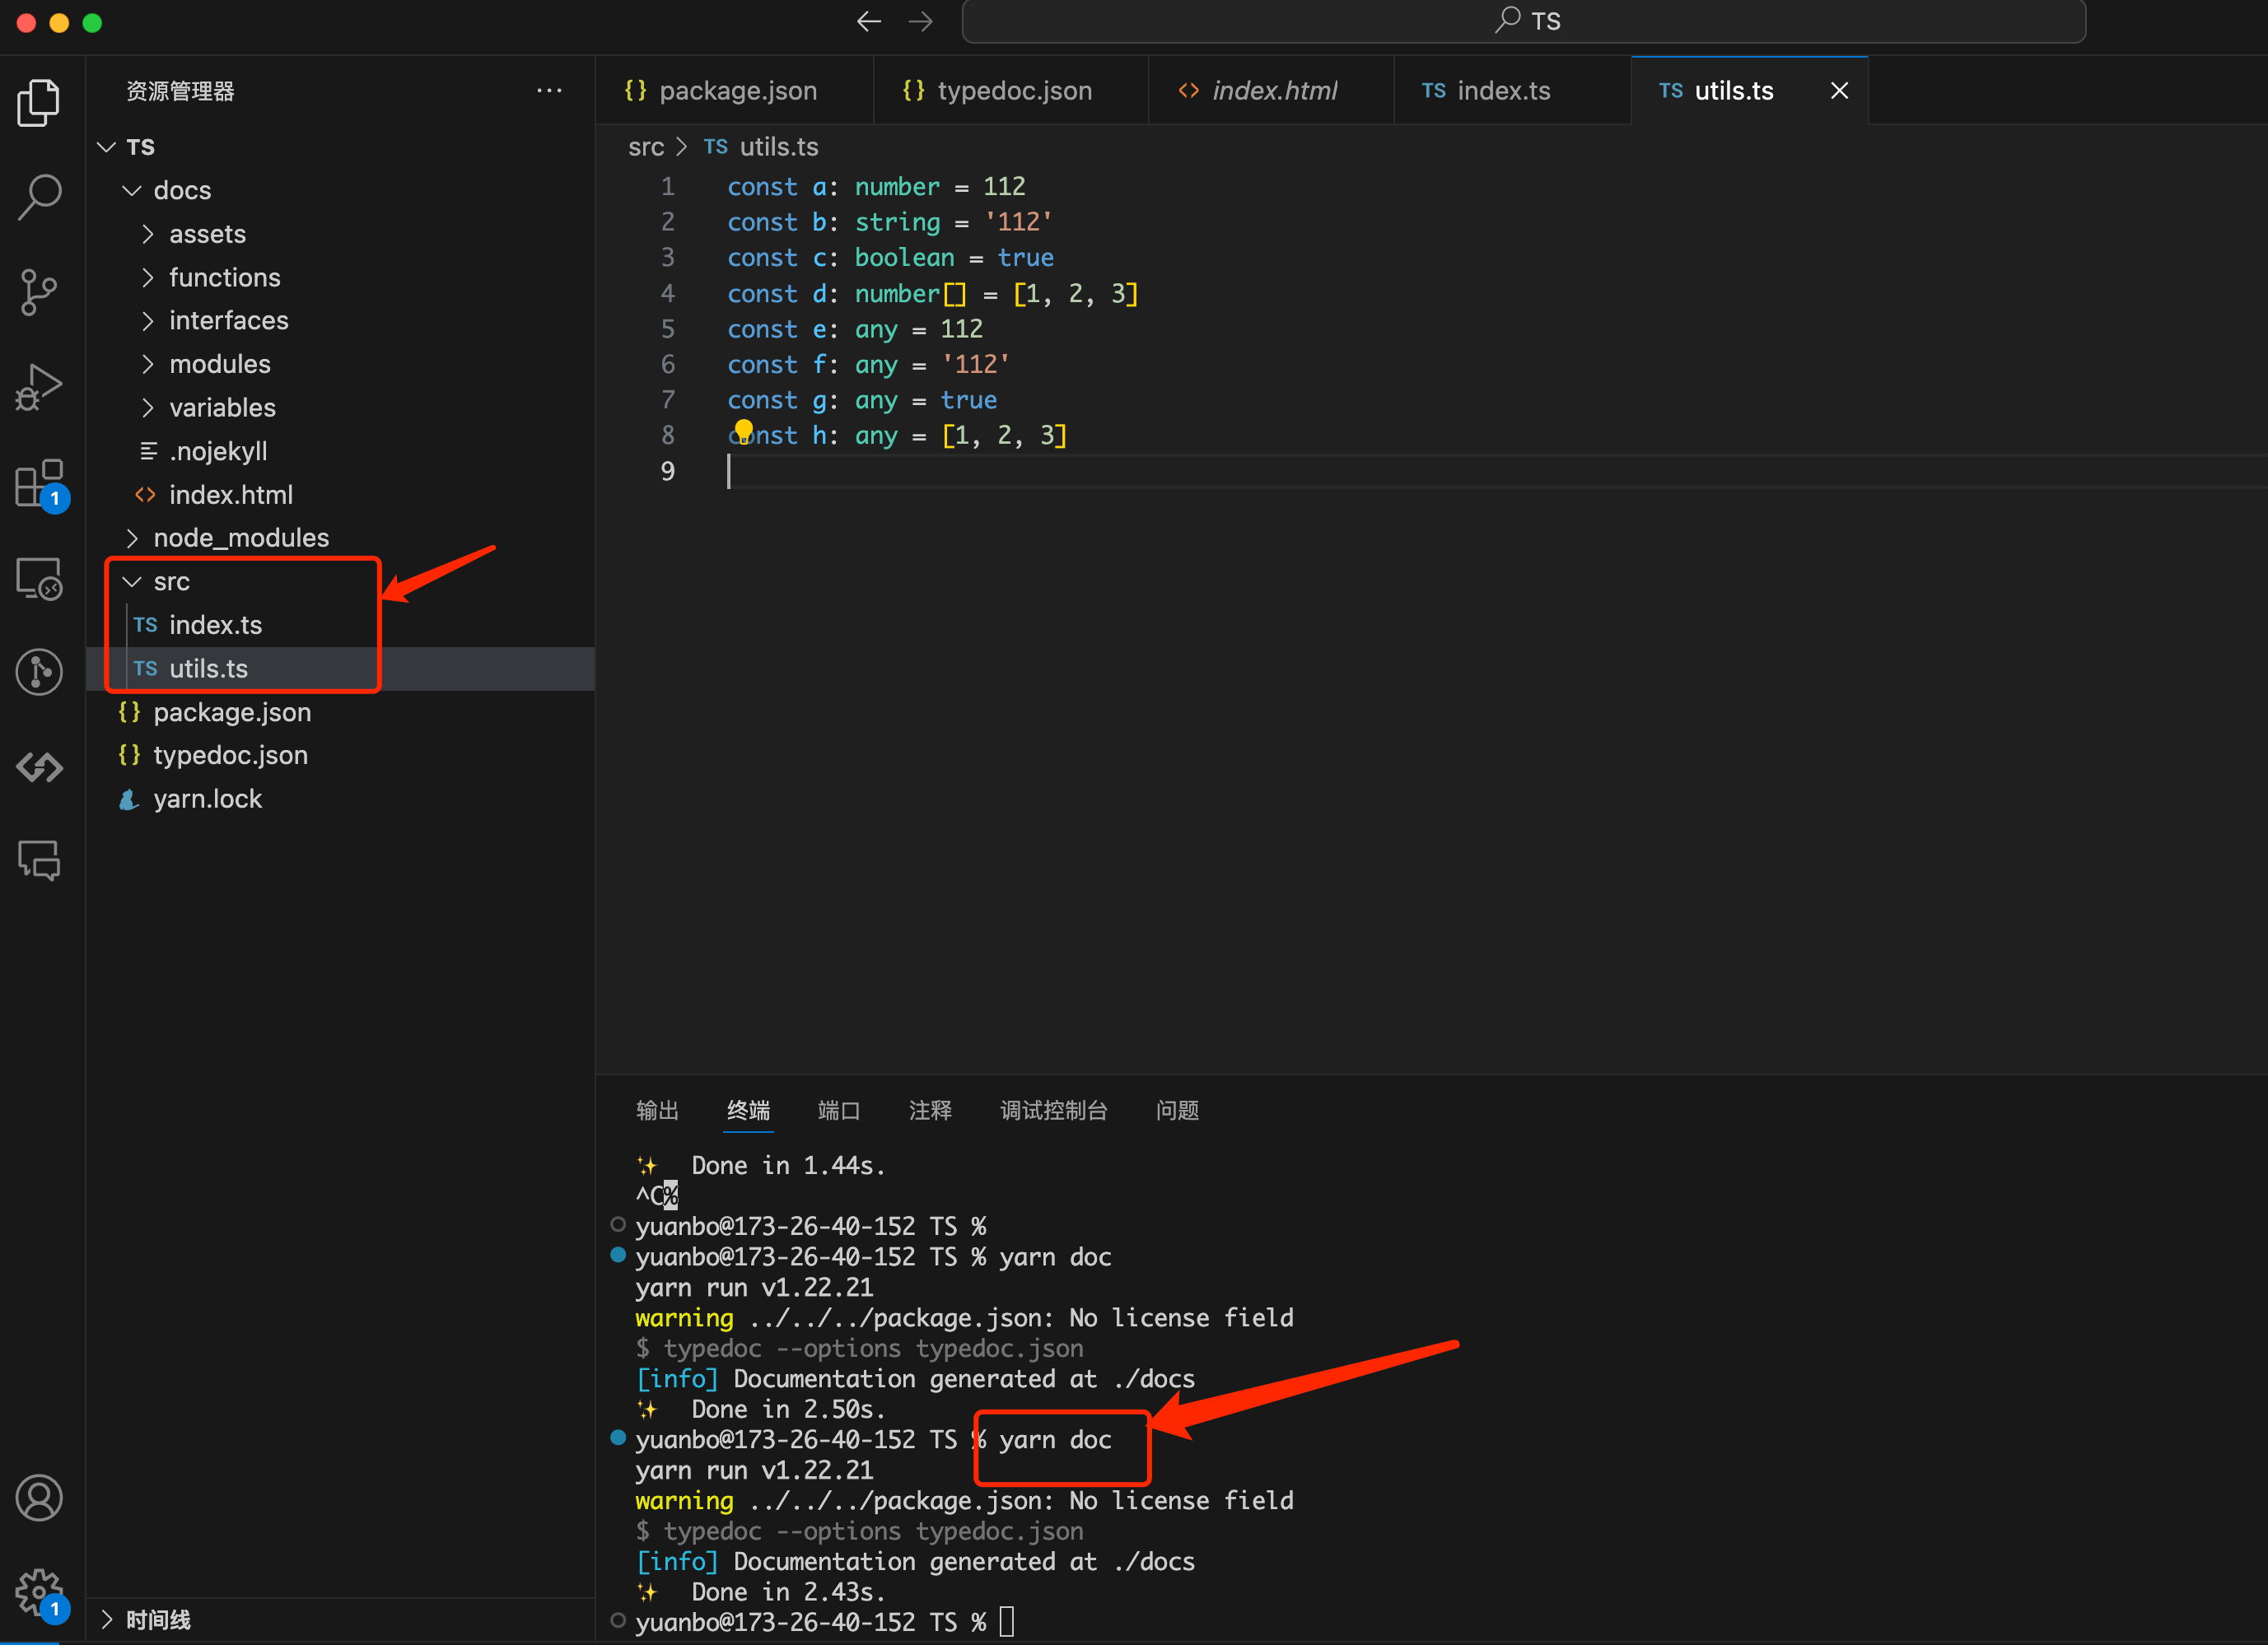 TS
资源管理器
TS
docs
assets
functions
interfaces
modules
variables
.nojekyll
index.html
node_modules
src
TS index.ts
TS utils.ts
{} package.json
{} typedoc.json
yarn.lock
时间线
1
1
{} package.json
{} typedoc.json
<> index.html
TS index.ts
TS utils.ts
src > TS utils.ts
1 const a: number = 112
2 const b: string = '112'
3 const c: boolean = true
4 const d: number[] = [1, 2, 3]
5 const e: any = 112
6 const f: any = '112'
7 const g: any = true
8 const h: any = [1, 2, 3]
9
输出 终端 端口 注释 调试控制台 问题
✨ Done in 1.44s.
^C%
yuanbo@173-26-40-152 TS %
yuanbo@173-26-40-152 TS % yarn doc
yarn run v1.22.21
warning ../../../package.json: No license field
$ typedoc --options typedoc.json
[info] Documentation generated at ./docs
✨ Done in 2.50s.
yuanbo@173-26-40-152 TS % yarn doc
yarn run v1.22.21
warning ../../../package.json: No license field
$ typedoc --options typedoc.json
[info] Documentation generated at ./docs
✨ Done in 2.43s.
yuanbo@173-26-40-152 TS %